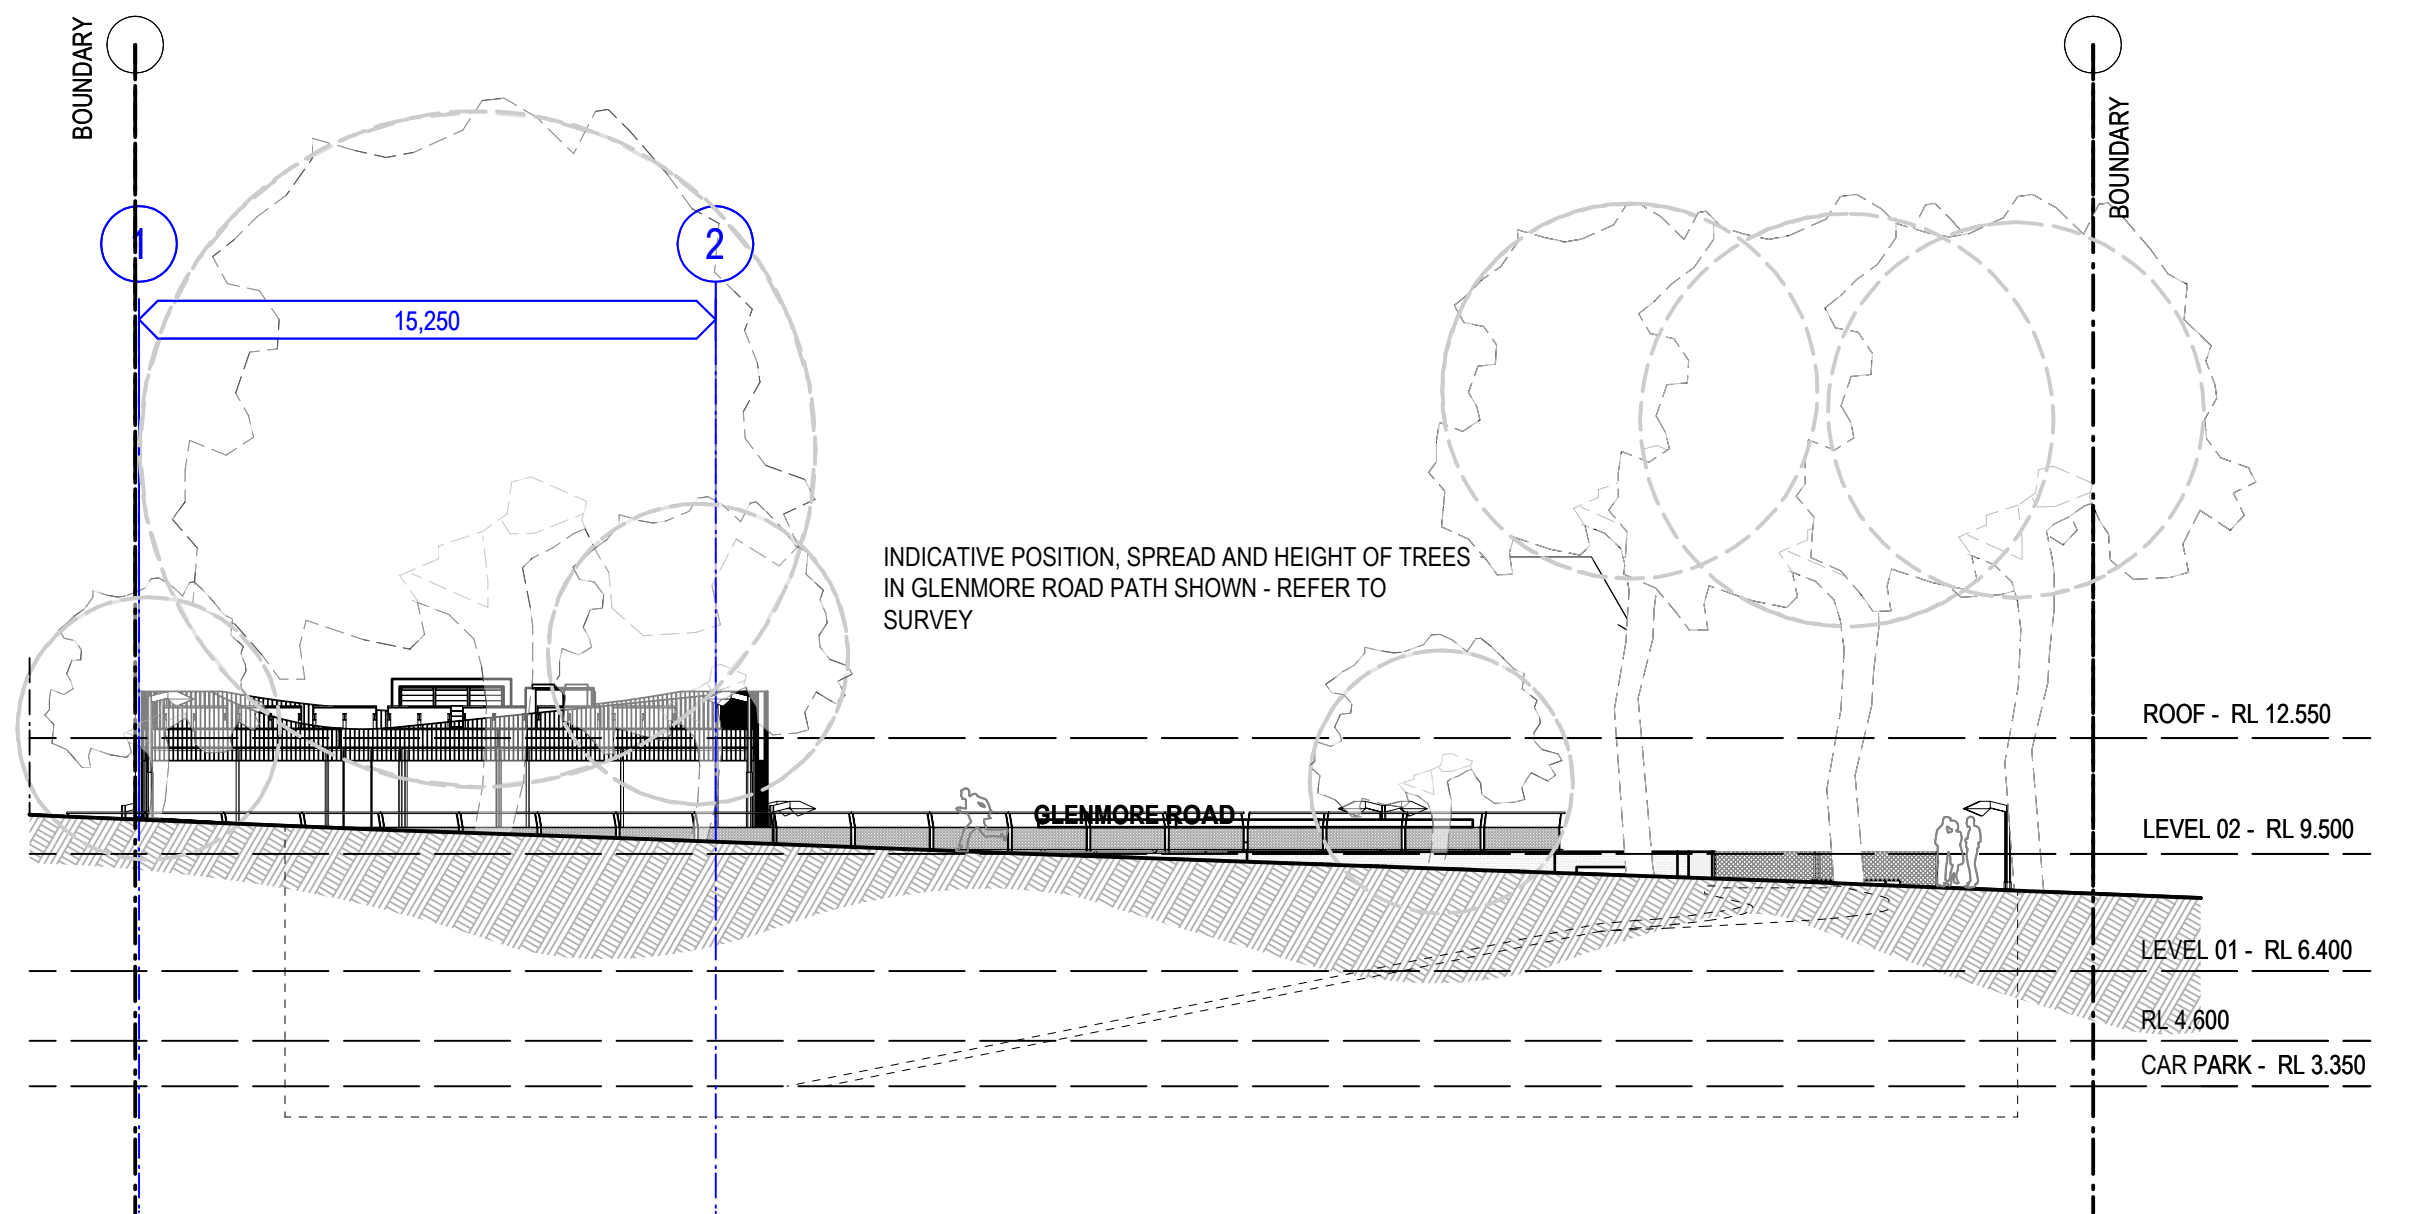 BOUNDARY
BOUNDARY
1
2
15,250
INDICATIVE POSITION, SPREAD AND HEIGHT OF TREES
IN GLENMORE ROAD PATH SHOWN - REFER TO
SURVEY
ROOF - RL 12.550
GLENMORE ROAD
LEVEL 02 - RL 9.500
LEVEL 01 - RL 6.400
RL 4.600
CAR PARK - RL 3.350